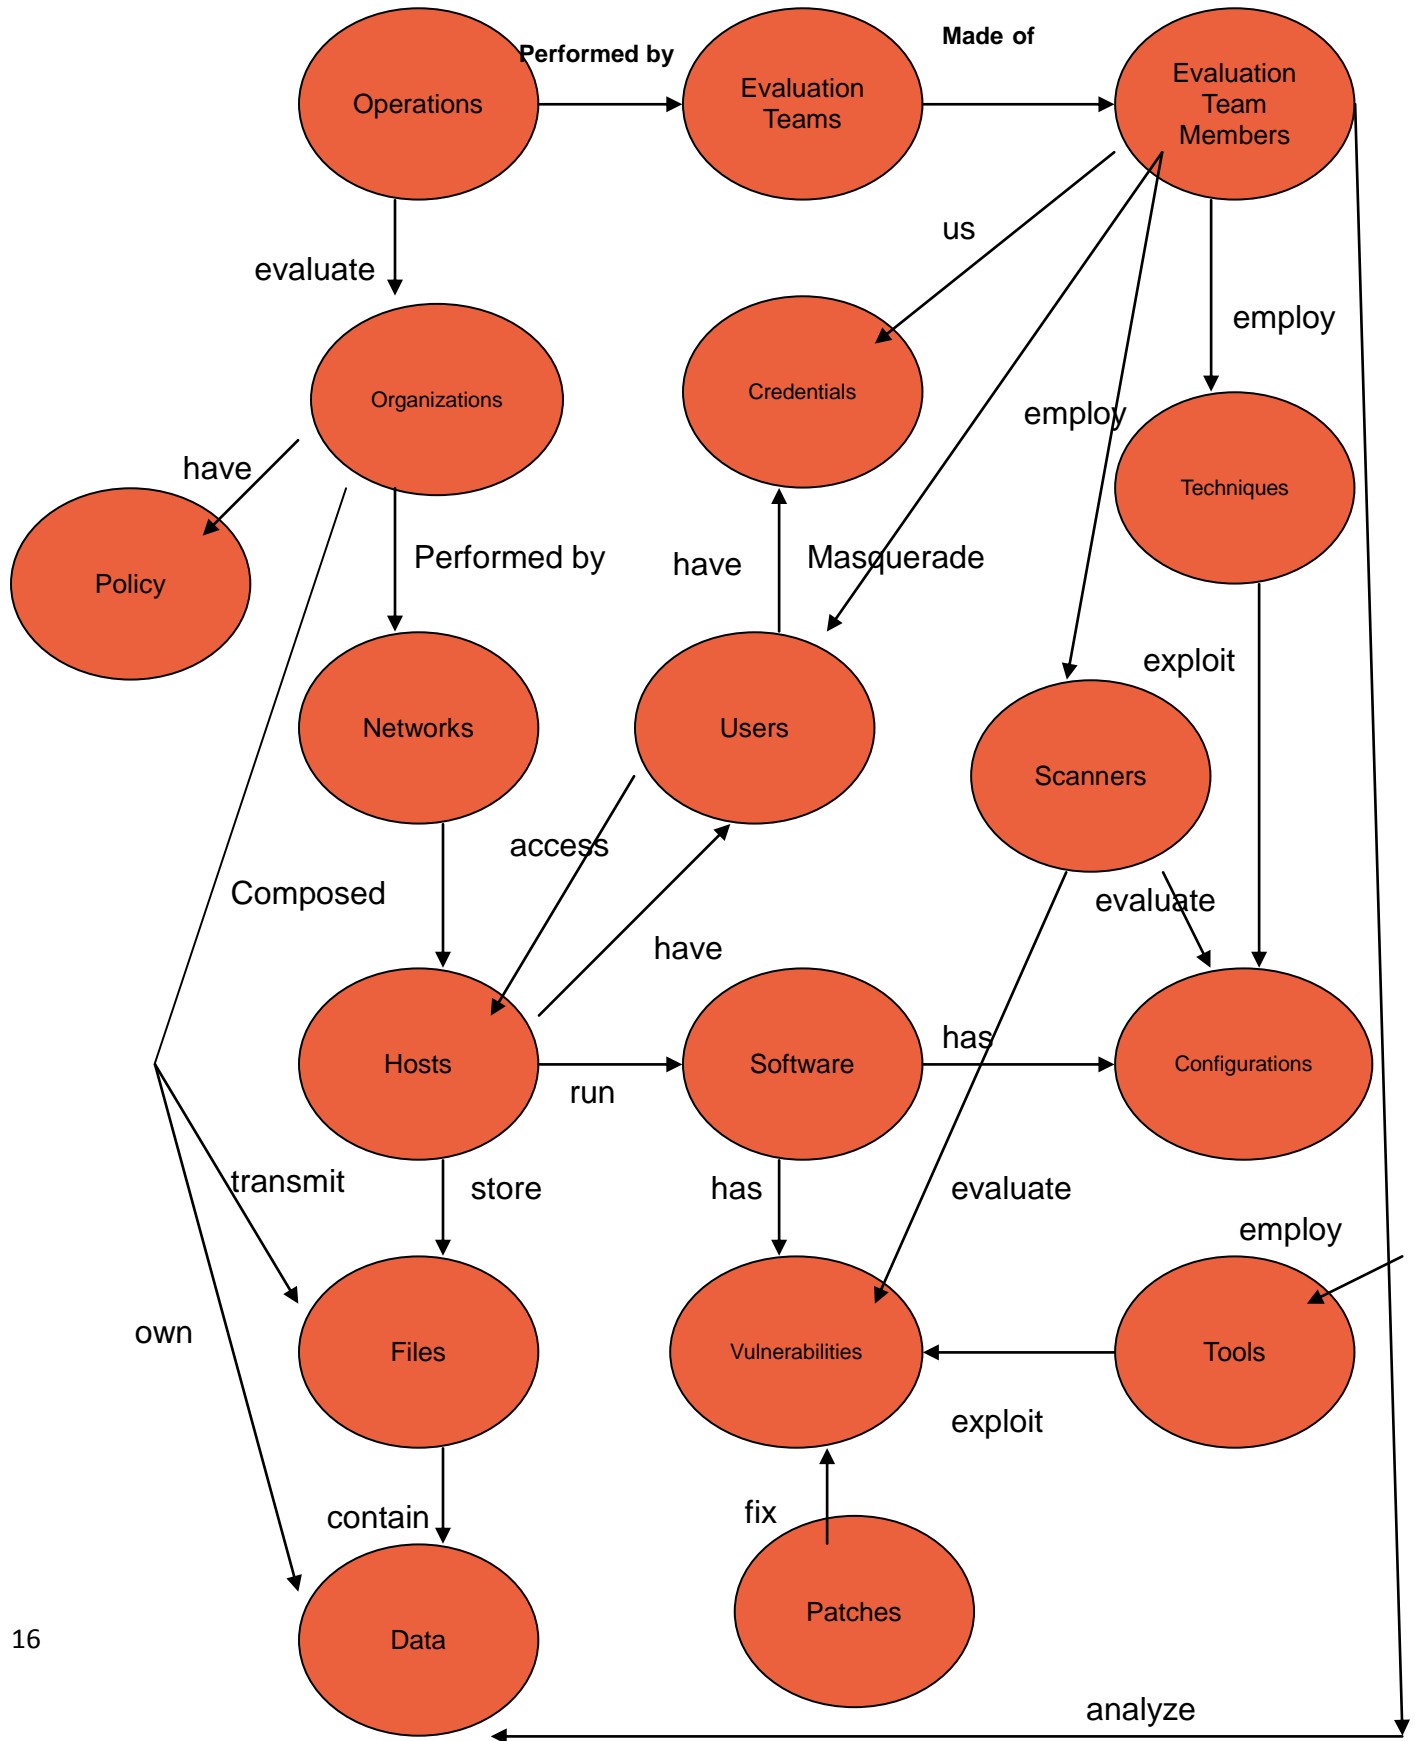 Performed by
Made of
Operations
Evaluation
Teams
Evaluation
Team
Members
us
evaluate
employ
Organizations
Credentials
employ
have
Techniques
Performed by
have
Masquerade
Policy
exploit
Networks
Users
Scanners
access
Composed
evaluate
have
Hosts
run
Software
has
Configurations
transmit
store
has
evaluate
employ
own
Files
Vulnerabilities
Tools
exploit
contain
fix
Patches
16
Data
analyze